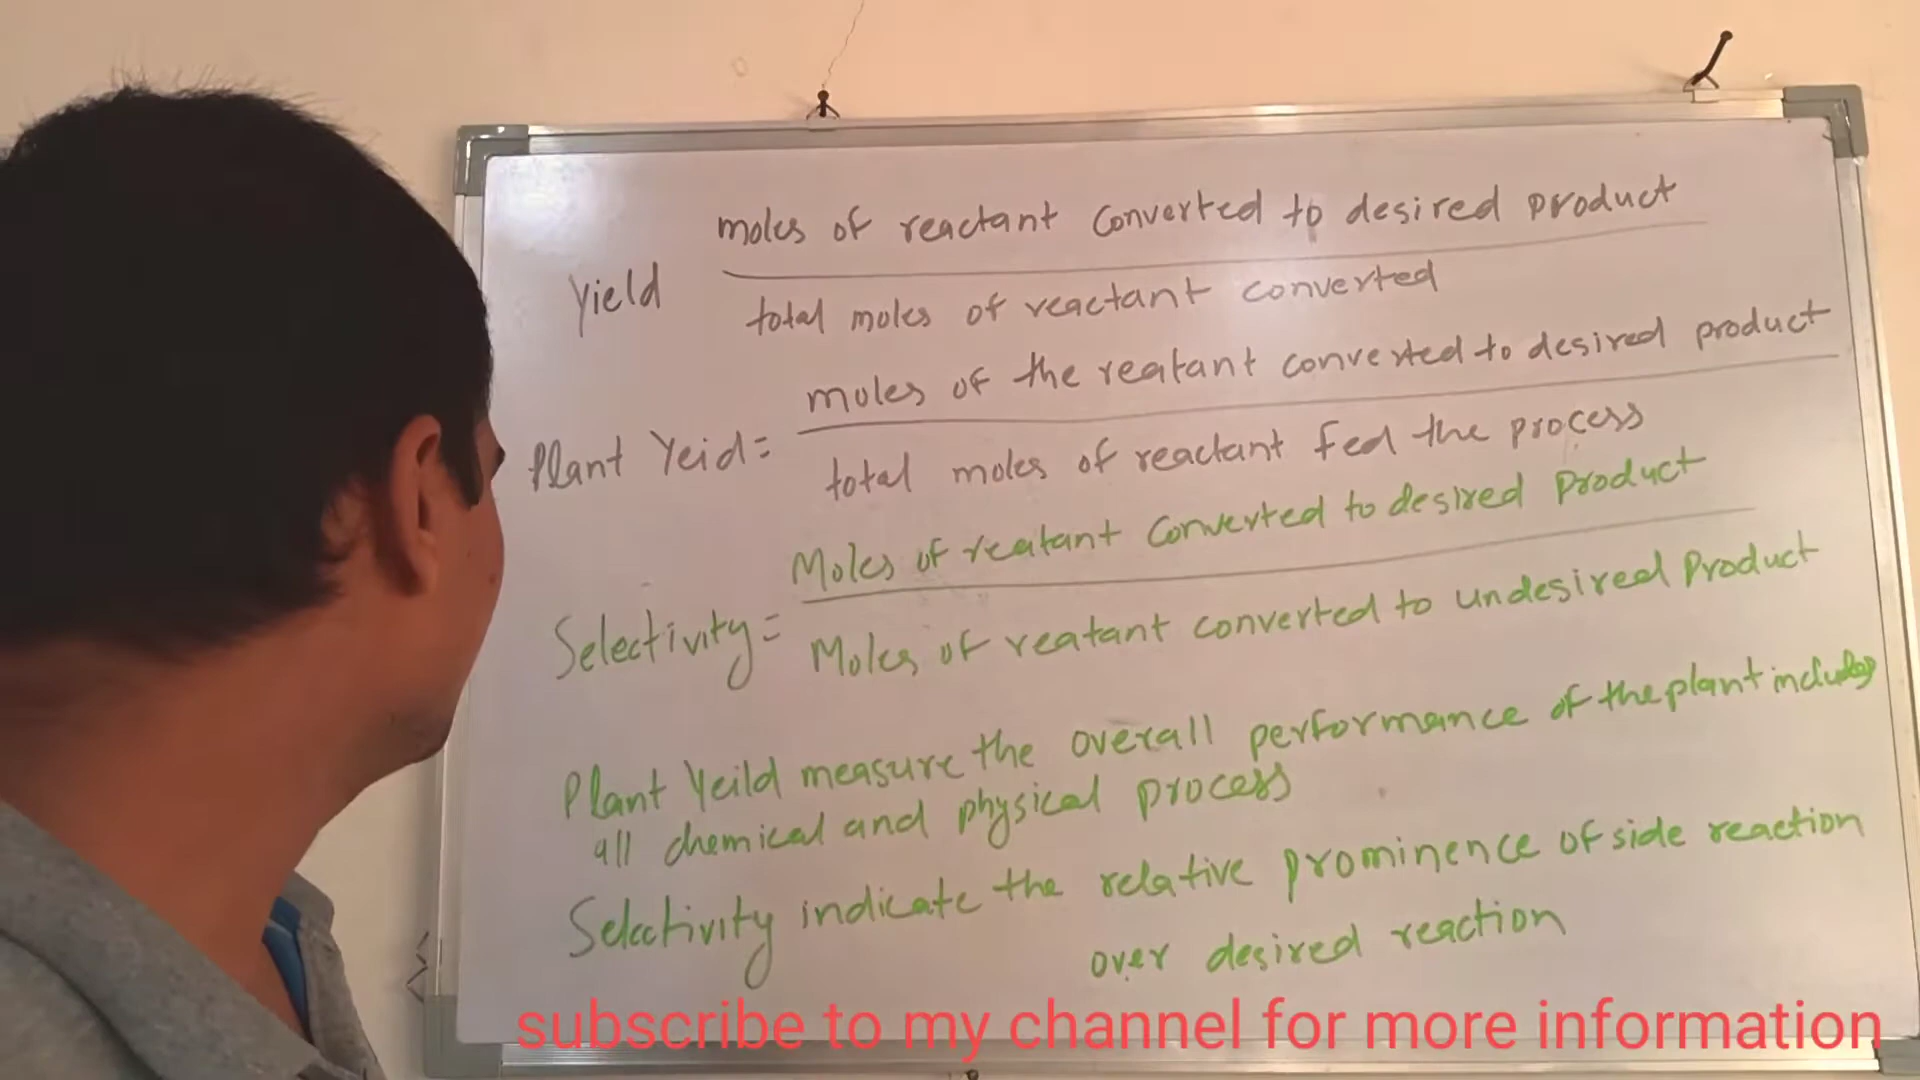 moles of reactant converted to desired product
Yield
total moles of reactant converted
moles of the reatant converted to desired product
Plant Yeid=
total moles of reactant Fed the process
Moles of reatant converted to desired Product
Selectivity=
Moles of reatant converted to undesired Product
Plant Yeild measure the overall performance of the plant includes
all chemical and physical process
Selectivity indicate the relative prominence of side reaction
over desired reaction
subscribe to my channel for more information